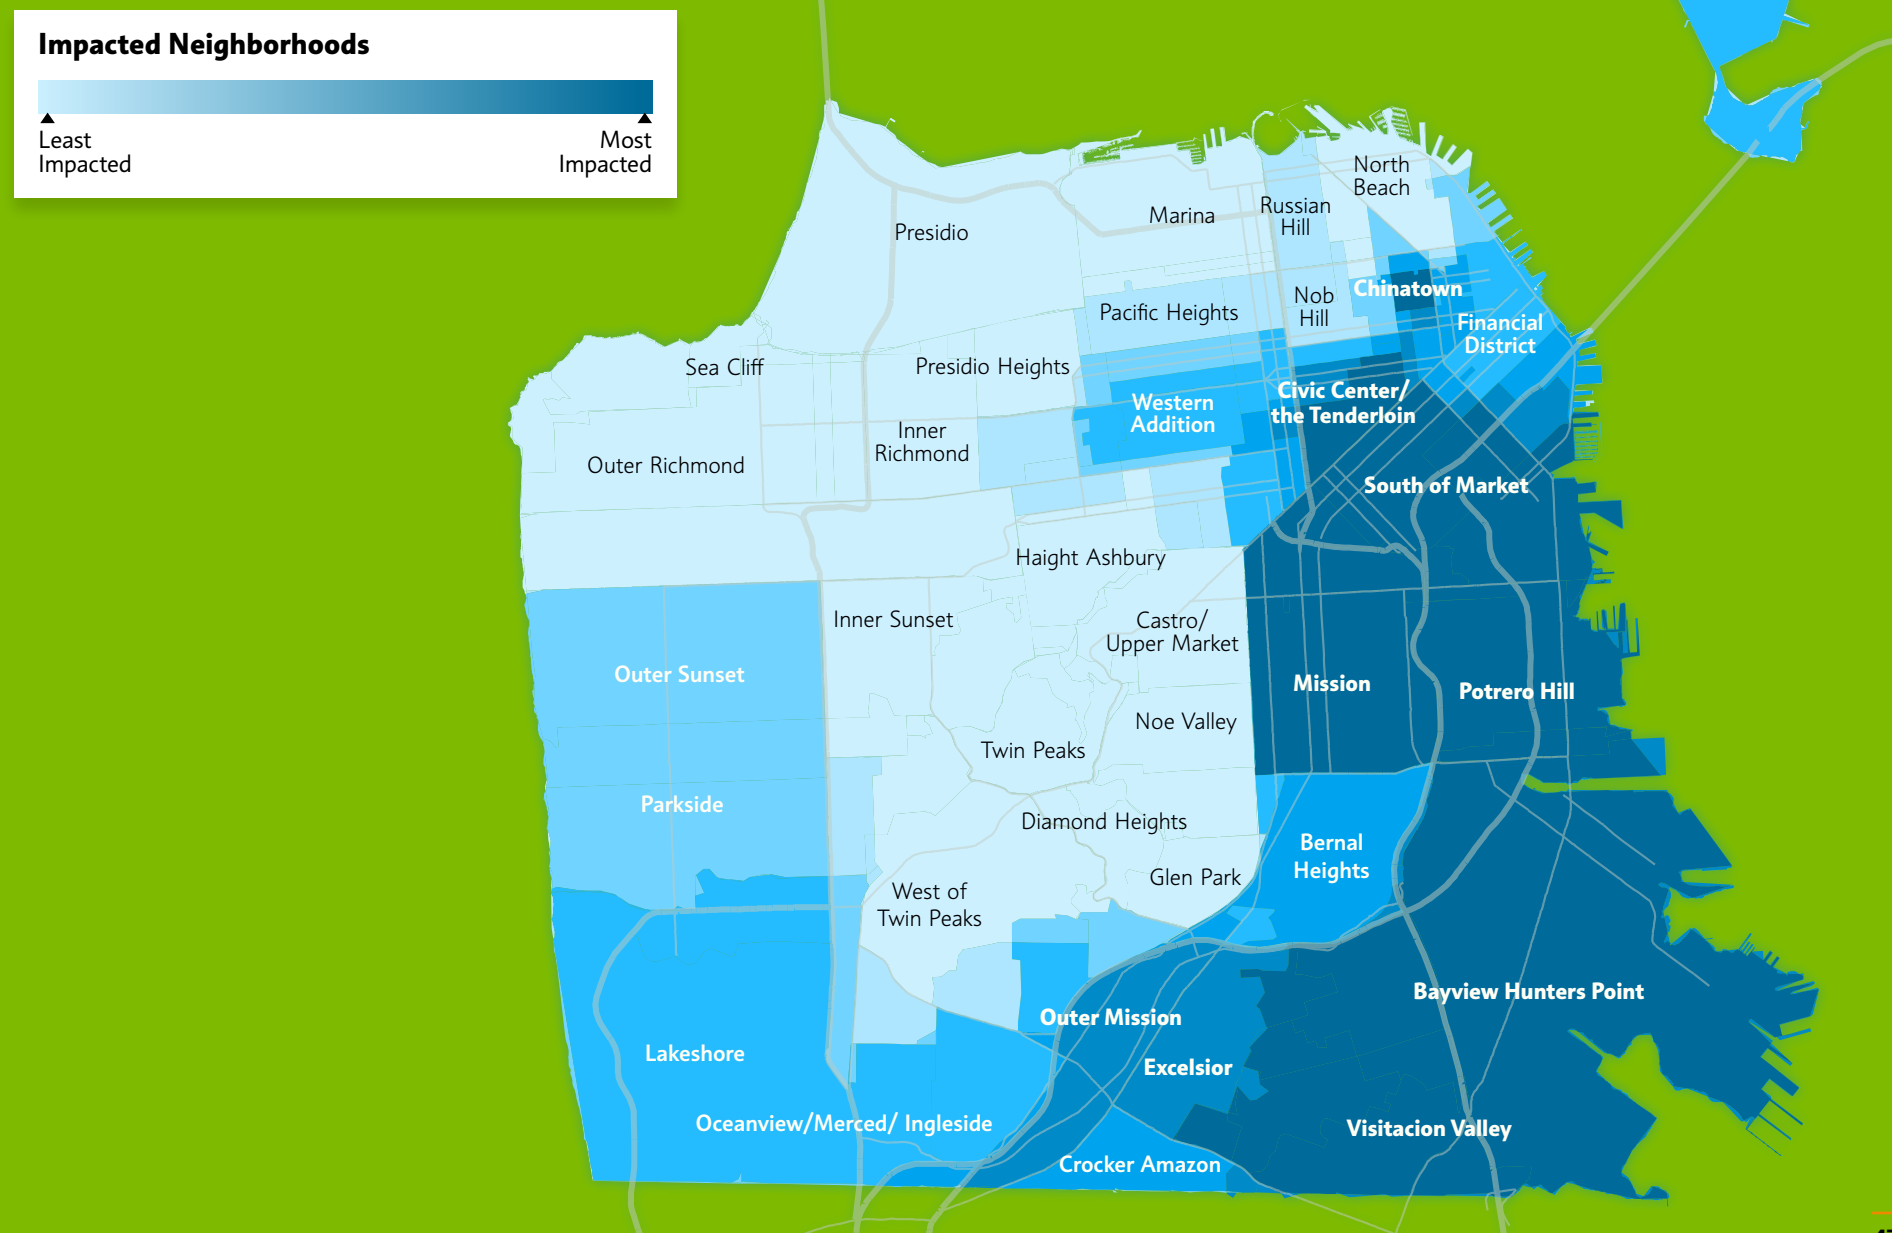 Impacted Neighborhoods
Least
Impacted
Most
Impacted
North
Beach
Marina
Russian
Hill
Presidio
Chinatown
Nob
Hill
Pacific Heights
Financial
District
Sea Cliff
Presidio Heights
Civic Center/
the Tenderloin
Western
Addition
Inner
Richmond
Outer Richmond
South of Market
Haight Ashbury
Inner Sunset
Castro/
Upper Market
Outer Sunset
Mission
Potrero Hill
Noe Valley
Twin Peaks
Parkside
Diamond Heights
Bernal
Heights
Glen Park
West of
Twin Peaks
Bayview Hunters Point
Outer Mission
Lakeshore
Excelsior
Oceanview/Merced/ Ingleside
Visitacion Valley
Crocker Amazon